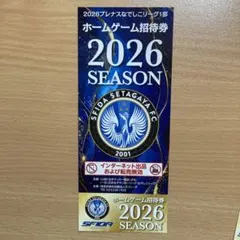 2026プレナスなでしこリーグ1部
ホームゲーム招待券
2026
SEASON
SFIDA SETAGAYA FC
2001
インターネット出品
および転売無効
ホームゲーム招待券
2026
SEASON
SFIDA